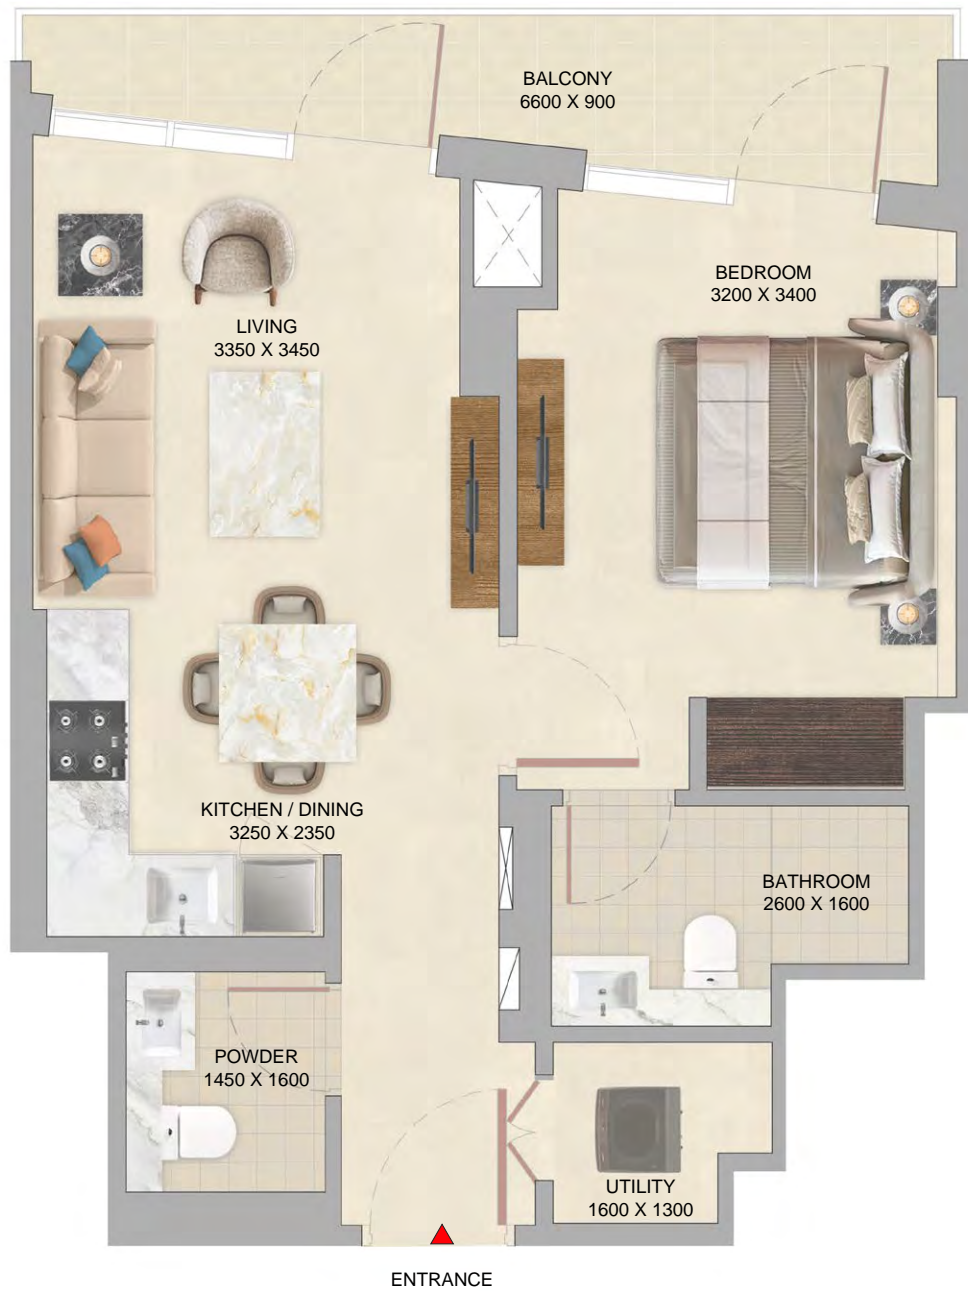 BALCONY
6600 X 900
BEDROOM
3200 X 3400
LIVING
3350 X 3450
KITCHEN / DINING
3250 X 2350
BATHROOM
2600 X 1600
POWDER
1450 X 1600
UTILITY
1600 X 1300
ENTRANCE